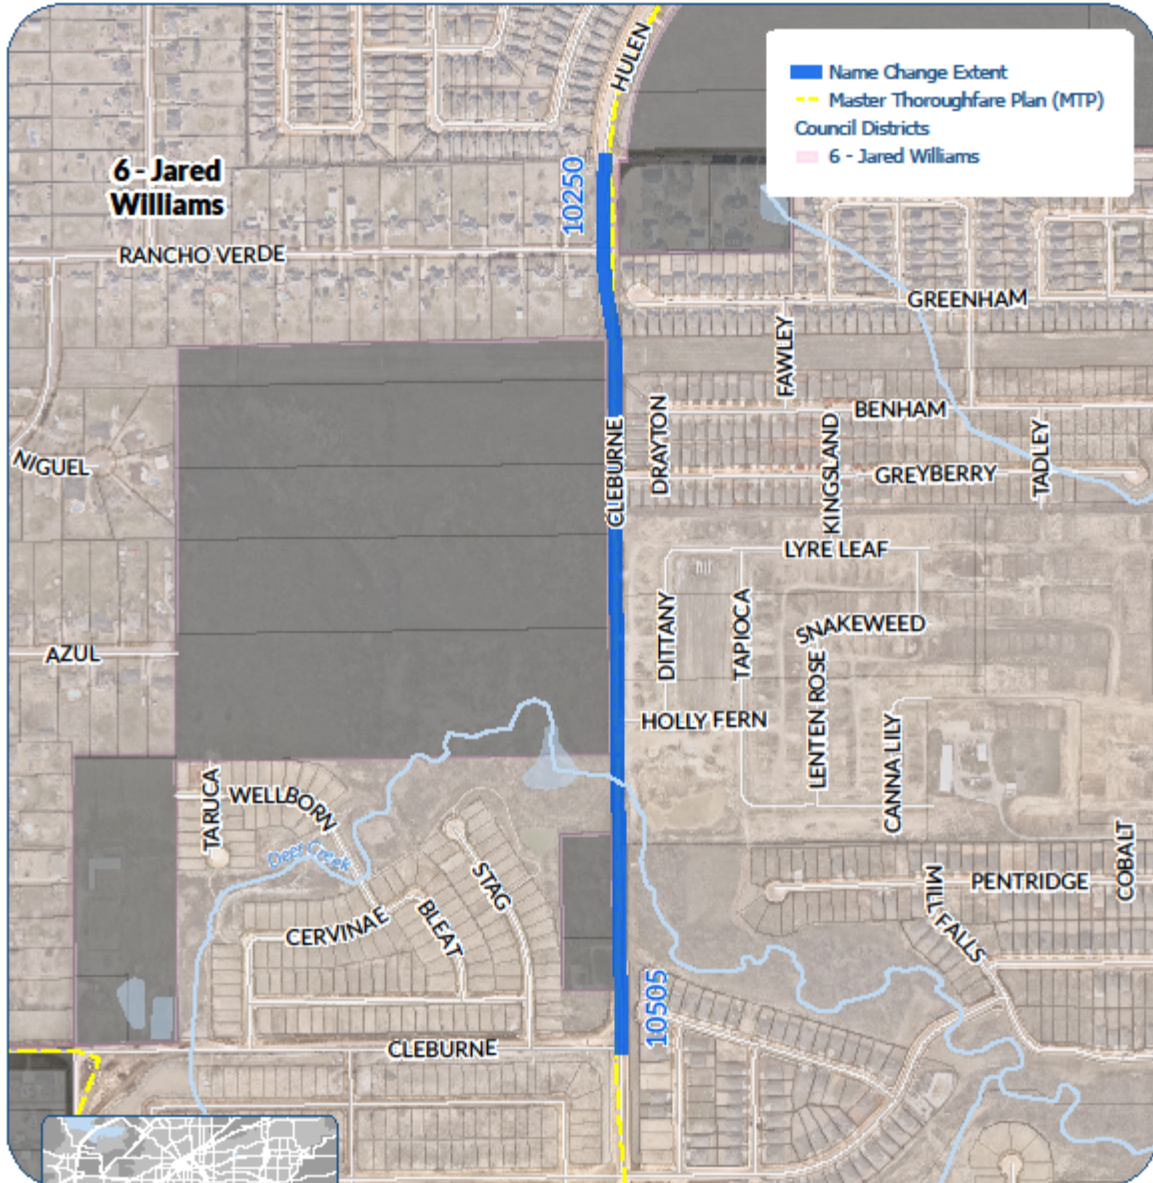 HULEN
Name Change Extent
Master Thoroughfare Plan (MTP)
Council Districts
6 - Jared Williams
6 - Jared
Williams
10250
RANCHO VERDE
GREENHAM
FAWLEY
BENHAM
DRAYTON
CLEBURNE
KINGSLAND
TADLEY
NIGUEL
GREYBERRY
LYRE LEAF
DITTANY
TAPIOCA
SNAKEWEED
AZUL
LENTEN ROSE
HOLLY FERN
CANNA LILY
TARUCA
WELLBORN
Deer Creek
STAG
COBALT
PENTRIDGE
MILL FALLS
CERVINAE
BLEAT
10505
CLEBURNE